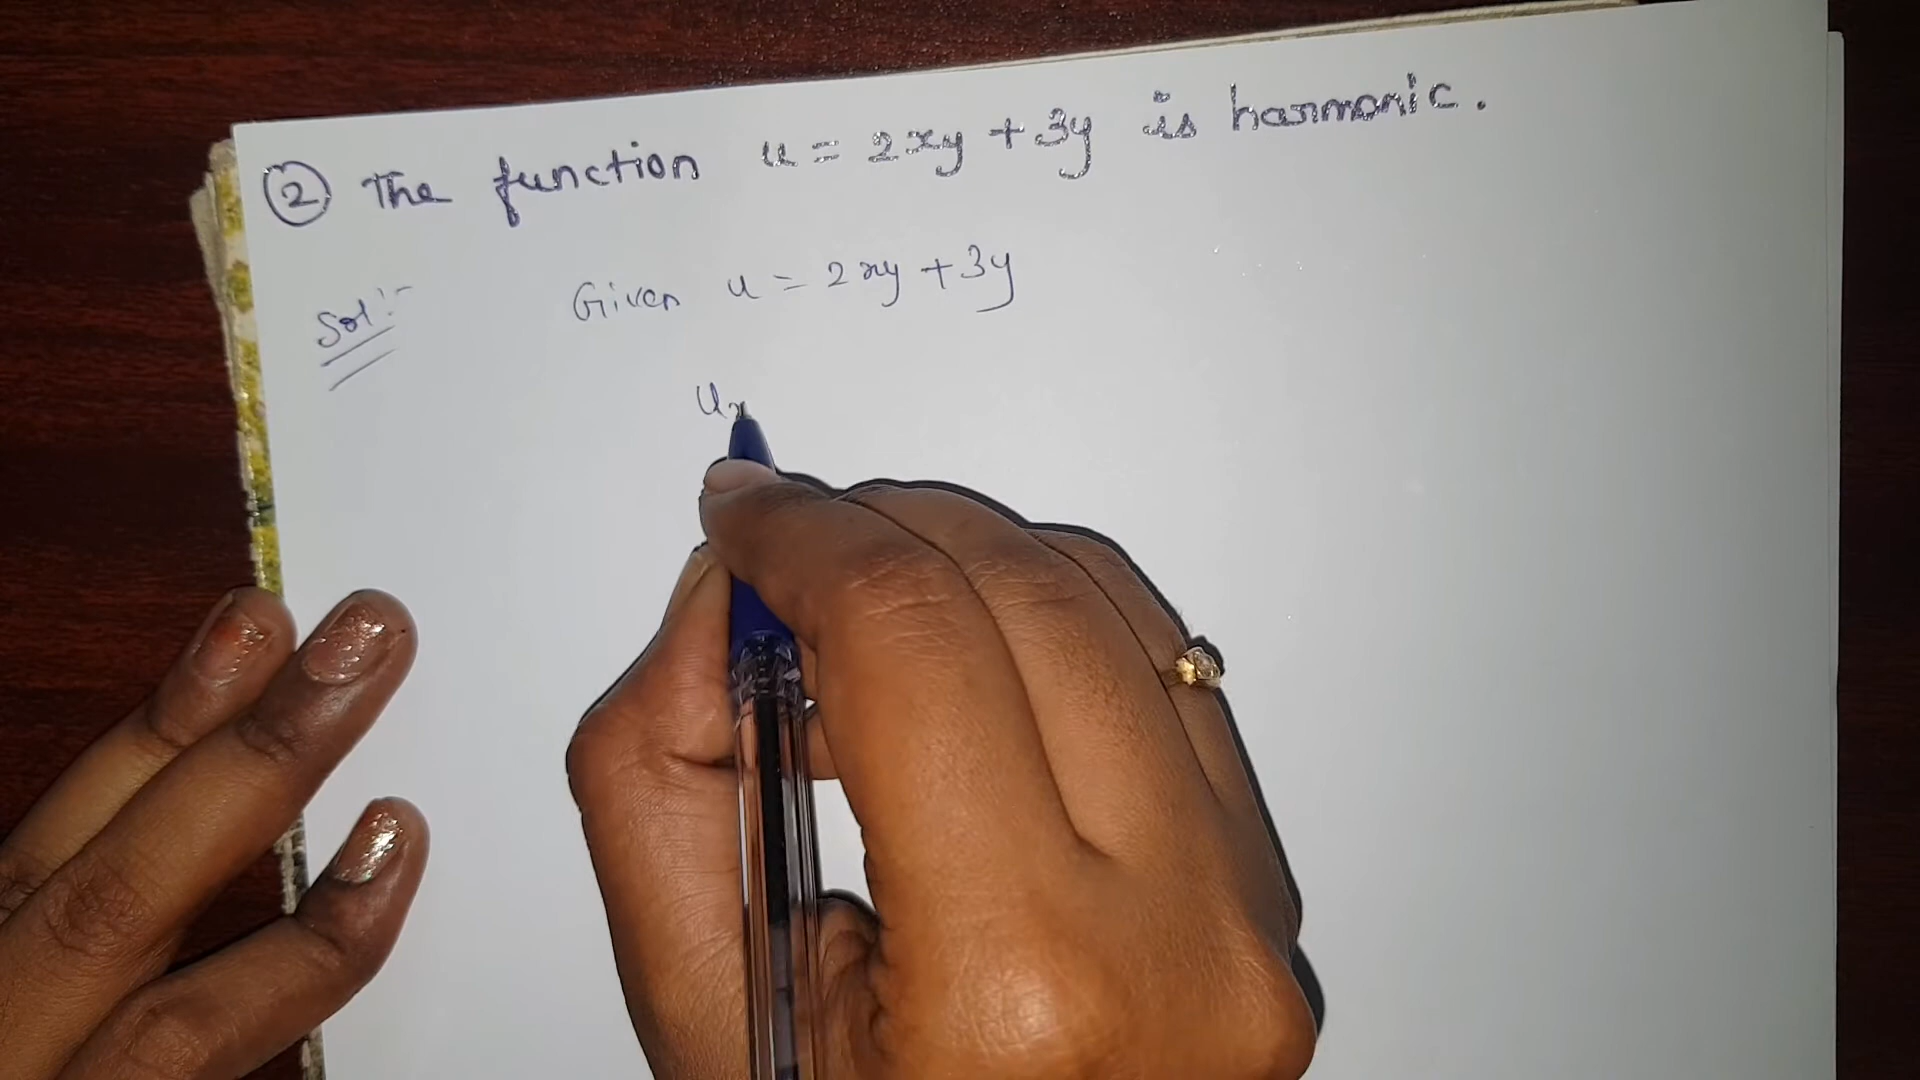 ② The function u = 2xy + 3y is harmonic.
Sol:-
Given u = 2xy + 3y
Ux